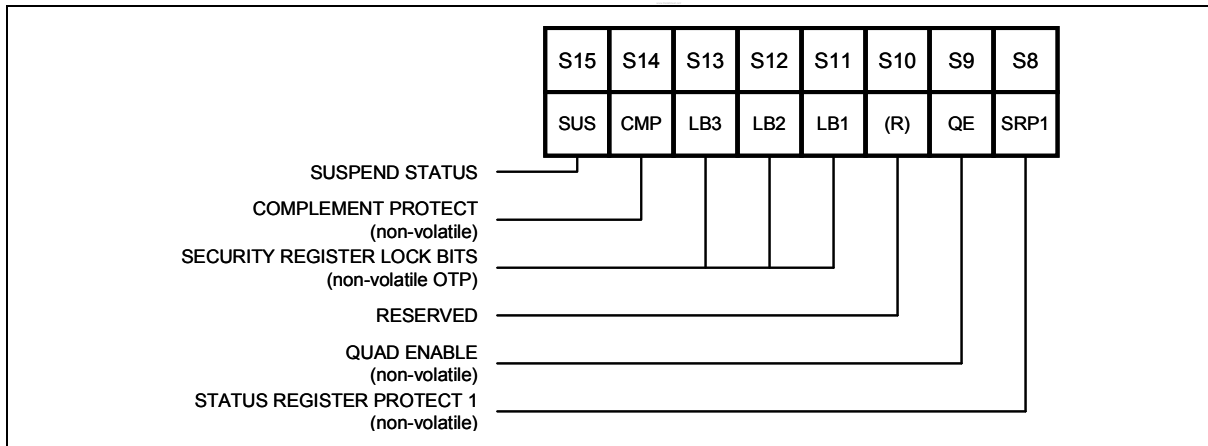 S15 S14 S13 S12 S11 S10 S9 S8
SUS CMP LB3 LB2 LB1 (R) QE SRP1
SUSPEND STATUS
COMPLEMENT PROTECT
(non-volatile)
SECURITY REGISTER LOCK BITS
(non-volatile OTP)
RESERVED
QUAD ENABLE
(non-volatile)
STATUS REGISTER PROTECT 1
(non-volatile)